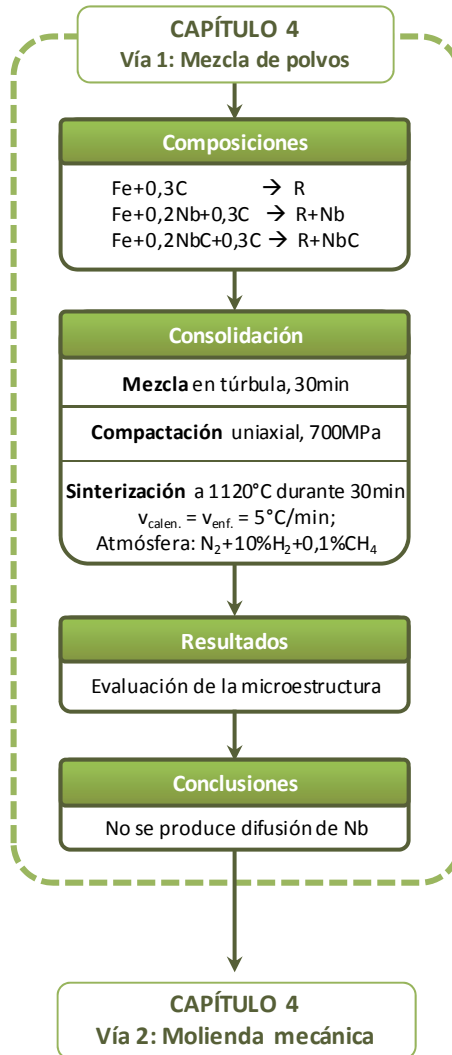 CAPÍTULO 4
Vía 1: Mezcla de polvos
Composiciones
Fe+0,3C → R
Fe+0,2Nb+0,3C → R+Nb
Fe+0,2NbC+0,3C → R+NbC
Consolidación
Mezcla en túrbula, 30min
Compactación uniaxial, 700MPa
Sinterización a 1120°C durante 30min
v_calen. = v_enf. = 5°C/min;
Atmósfera: N₂+10%H₂+0,1%CH₄
Resultados
Evaluación de la microestructura
Conclusiones
No se produce difusión de Nb
CAPÍTULO 4
Vía 2: Molienda mecánica